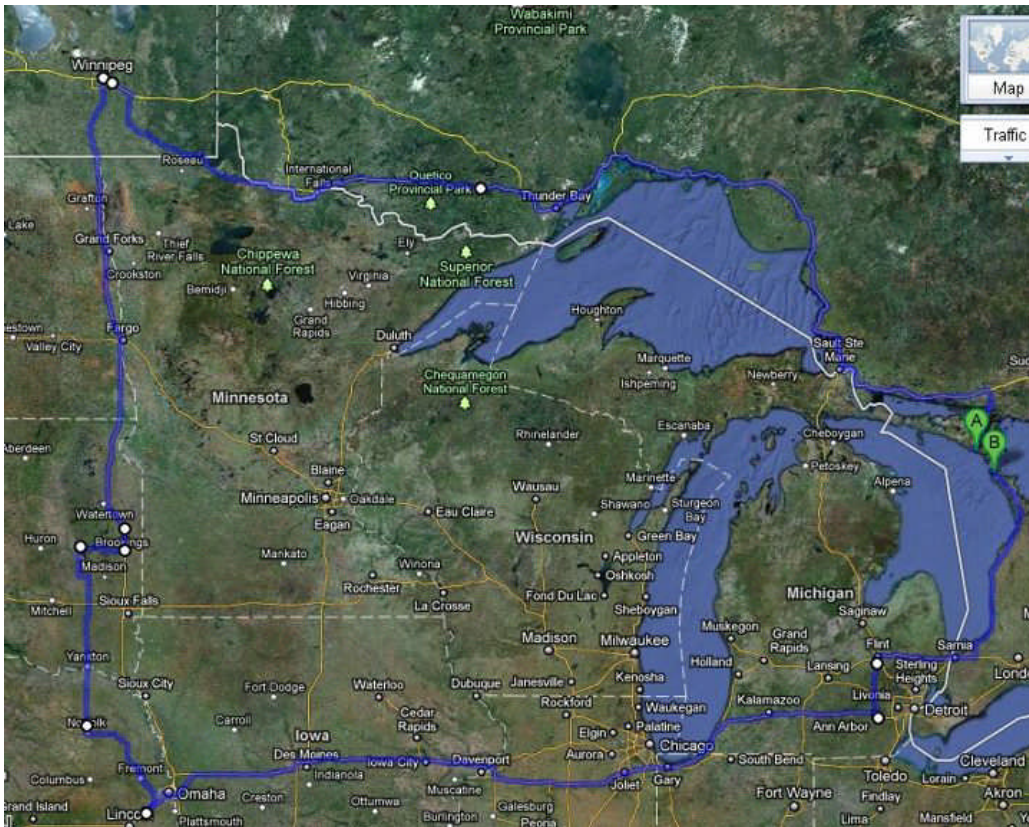 Wabakimi
Provincial Park
Map
Traffic
Winnipeg
Roseau
International
Falls
Quetico
Provincial Park
Thunder Bay
Grafton
Lake
Grand Forks
Thief
River Falls
Crookston
Chippewa
National Forest
Bemidji
Ely
Virginia
Hibbing
Grand
Rapids
Superior
National Forest
Houghton
Fargo
Valley City
Duluth
Sault Ste
Marie
Marquette
Ishpeming
Newberry
Chequamegon
National Forest
Minnesota
A
B
St Cloud
Rhinelander
Escanaba
Cheboygan
Petoskey
Alpena
Aberdeen
Blaine
Minneapolis
Oakdale
Eagan
Wausau
Eau Claire
Marinette
Shawano
Sturgeon
Bay
Green Bay
Watertown
Huron
Brookings
Madison
Mankato
Wisconsin
Appleton
Oshkosh
Winona
Rochester
La Crosse
Fond Du Lac
Sheboygan
Michigan
Mitchell
Sioux Falls
Saginaw
Madison
Milwaukee
Muskegon
Grand
Rapids
Flint
Sarnia
Yankton
Holland
Lansing
Sterling
Heights
Janesville
Kenosha
Sioux City
Fort Dodge
Waterloo
Dubuque
Rockford
Waukegan
Kalamazoo
Livonia
Ann Arbor
Detroit
Carroll
Cedar
Rapids
Elgin
Palatine
Iowa
Des Moines
Iowa City
Davenport
Aurora
Chicago
Columbus
Fremont
Indianola
Muscatine
Joliet
Gary
South Bend
Toledo
Cleveland
Lorain
Grand Island
Omaha
Creston
Ottumwa
Galesburg
Fort Wayne
Findlay
Akron
Plattsmouth
Burlington
Peoria
Lima
Mansfield